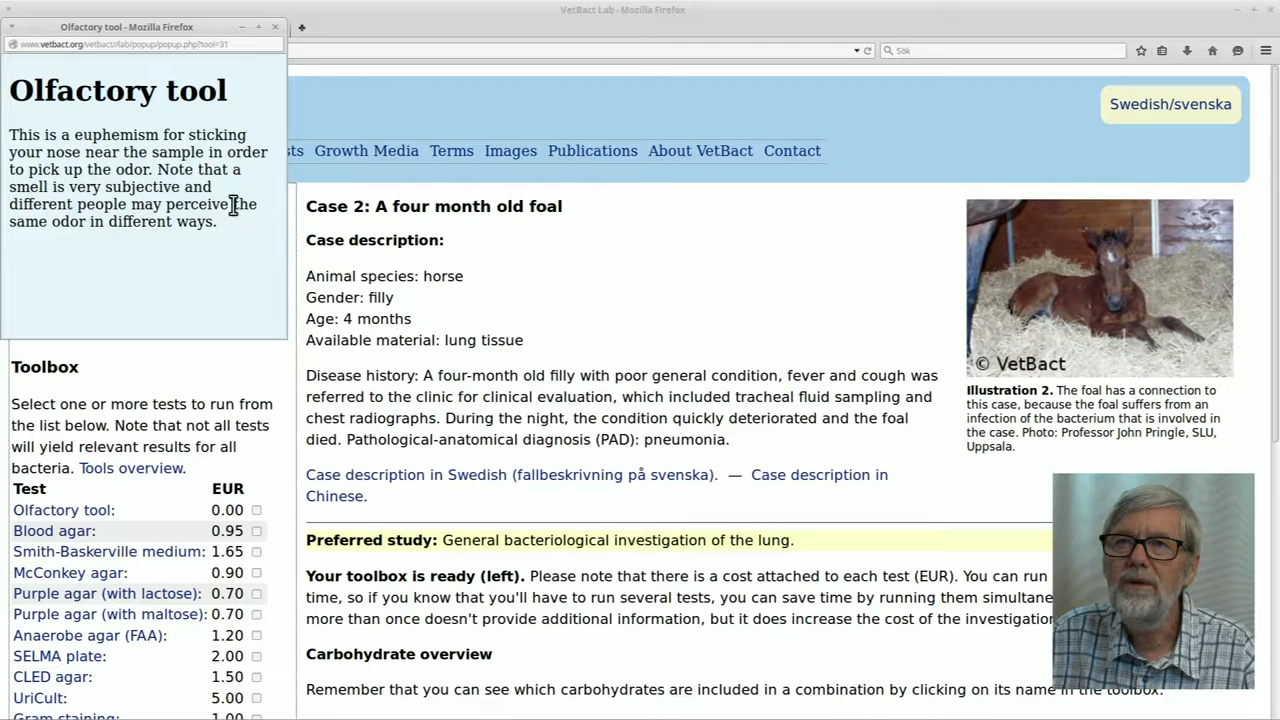 VetBact Lab - Mozilla Firefox
Olfactory tool - Mozilla Firefox
www.vetbact.org/vetbact//lab/popup/popup.php?tool=31
Sök
Olfactory tool
This is a euphemism for sticking
your nose near the sample in order
to pick up the odor. Note that a
smell is very subjective and
different people may perceive the
same odor in different ways.
Swedish/svenska
sts Growth Media Terms Images Publications About VetBact Contact
Case 2: A four month old foal
Case description:
Animal species: horse
Gender: filly
Age: 4 months
Available material: lung tissue
Disease history: A four-month old filly with poor general condition, fever and cough was
referred to the clinic for clinical evaluation, which included tracheal fluid sampling and
chest radiographs. During the night, the condition quickly deteriorated and the foal
died. Pathological-anatomical diagnosis (PAD): pneumonia.
Case description in Swedish (fallbeskrivning på svenska). — Case description in
Chinese.
© VetBact
Illustration 2. The foal has a connection to
this case, because the foal suffers from an
infection of the bacterium that is involved in
the case. Photo: Professor John Pringle, SLU,
Uppsala.
Preferred study: General bacteriological investigation of the lung.
Your toolbox is ready (left). Please note that there is a cost attached to each test (EUR). You can run
time, so if you know that you'll have to run several tests, you can save time by running them simultane
more than once doesn't provide additional information, but it does increase the cost of the investigation
Carbohydrate overview
Remember that you can see which carbohydrates are included in a combination by clicking on its name in the toolbox.
Toolbox
Select one or more tests to run from
the list below. Note that not all tests
will yield relevant results for all
bacteria. Tools overview.
Test EUR
Olfactory tool: 0.00
Blood agar: 0.95
Smith-Baskerville medium: 1.65
McConkey agar: 0.90
Purple agar (with lactose): 0.70
Purple agar (with maltose): 0.70
Anaerobe agar (FAA): 1.20
SELMA plate: 2.00
CLED agar: 1.50
UriCult: 5.00
Gram staining: 1.00